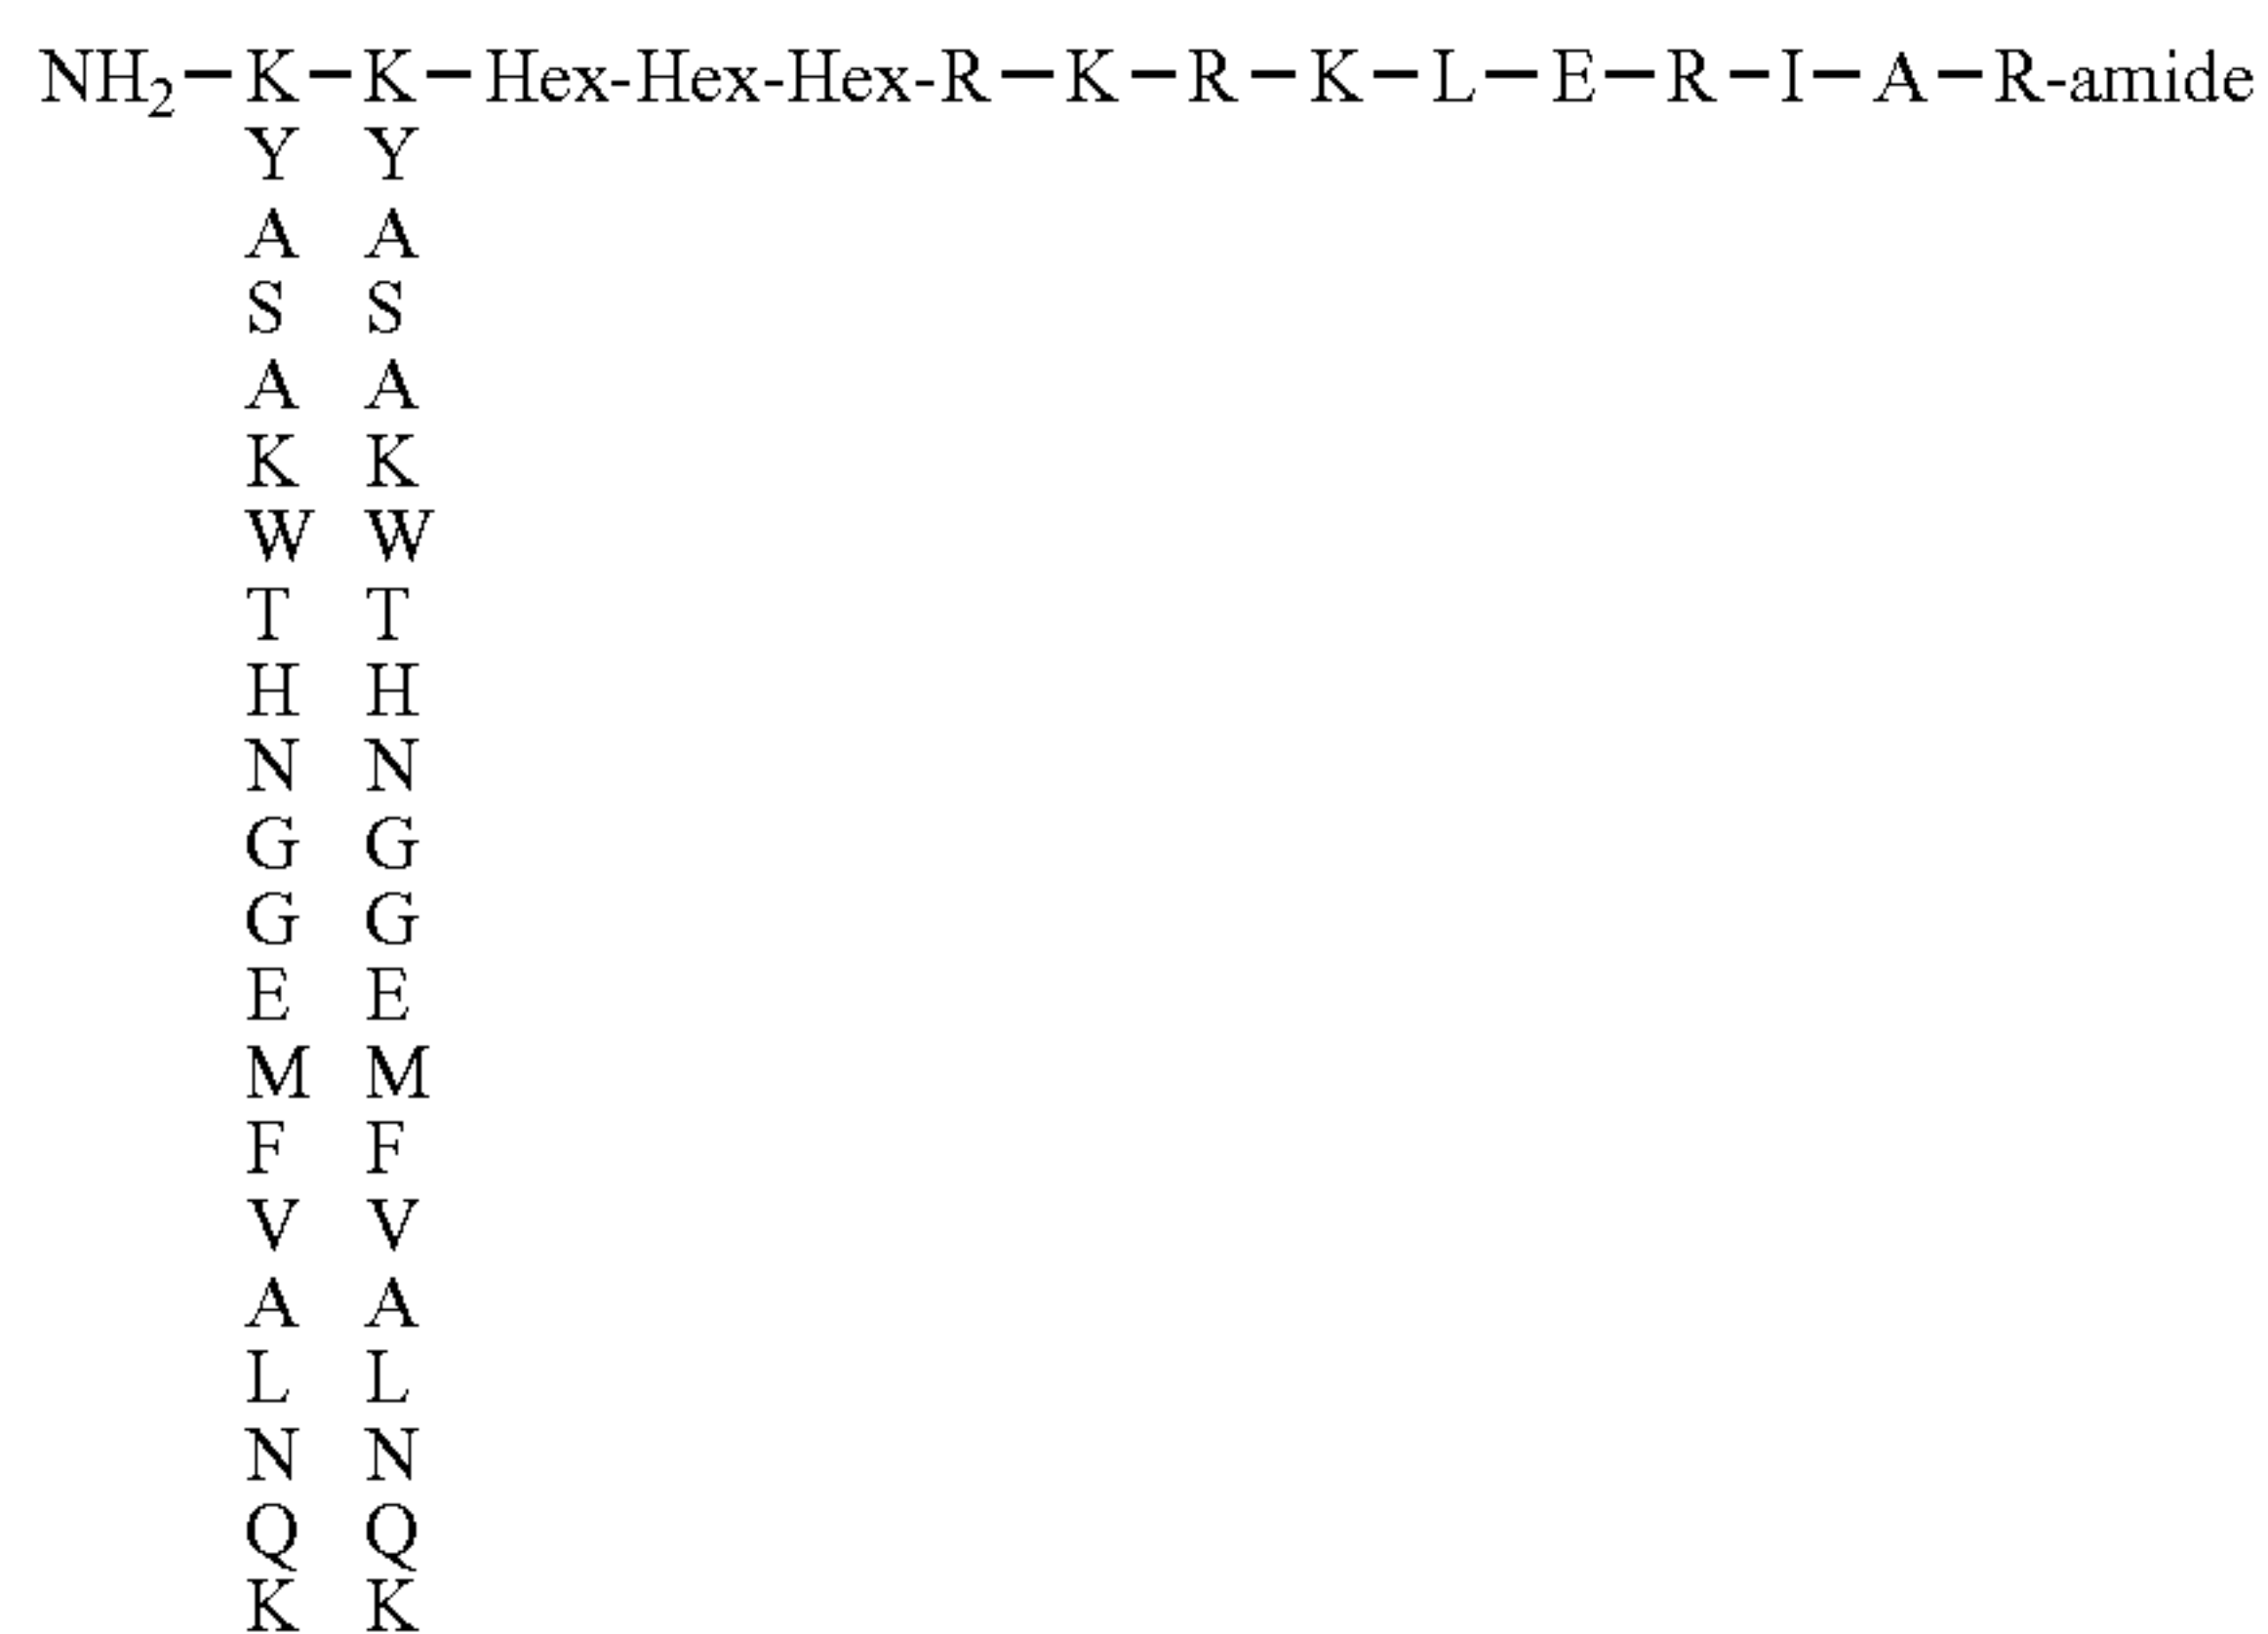 NH2–K–K–Hex-Hex-Hex-R–K–R–K–L–E–R–I–A–R-amide
Y Y
A A
S S
A A
K K
W W
T T
H H
N N
G G
G G
E E
M M
F F
V V
A A
L L
N N
Q Q
K K